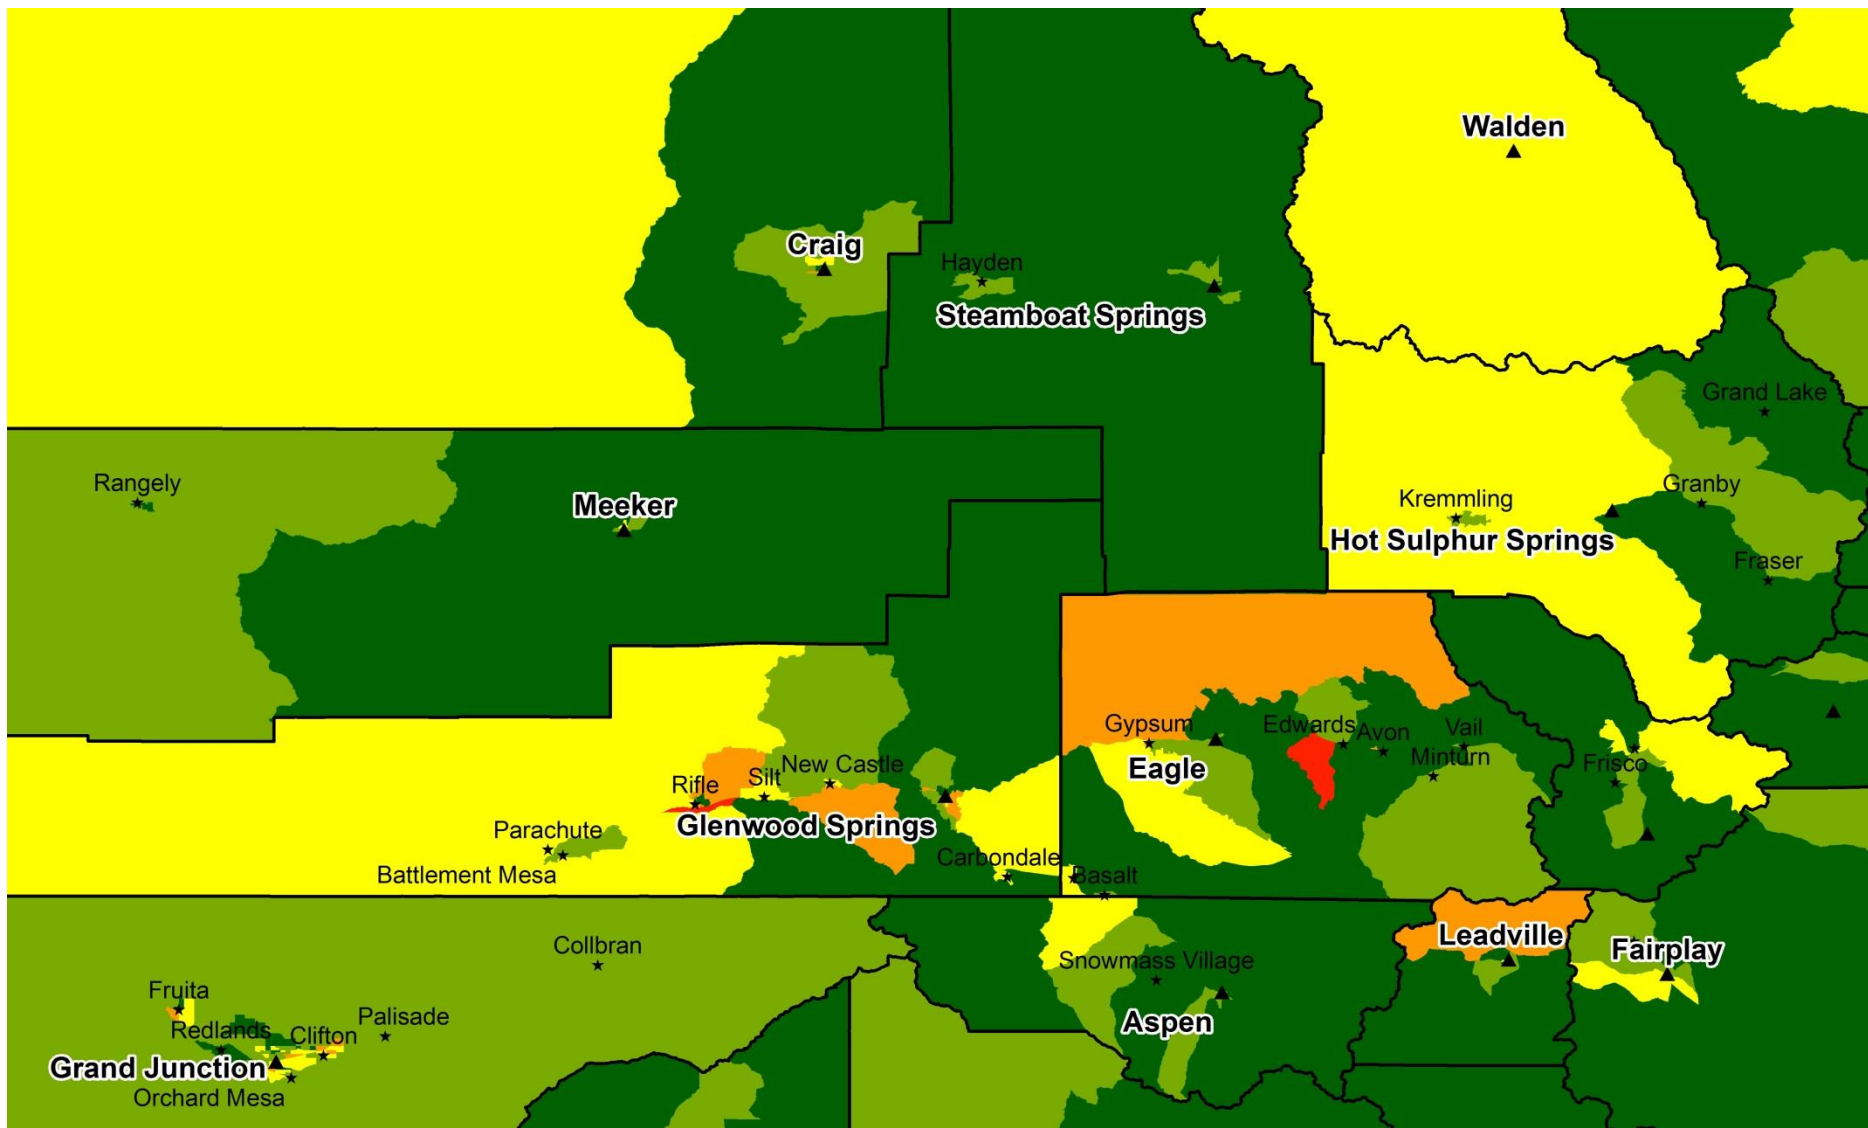 Walden
Craig
Hayden
Steamboat Springs
Grand Lake
Rangely
Meeker
Kremmling
Granby
Hot Sulphur Springs
Fraser
Gypsum
Edwards
Avon
Vail
Minturn
Eagle
Frisco
Rifle
Silt
New Castle
Glenwood Springs
Parachute
Battlement Mesa
Carbondale
Basalt
Leadville
Fairplay
Collbran
Snowmass Village
Aspen
Fruita
Redlands
Clifton
Palisade
Grand Junction
Orchard Mesa